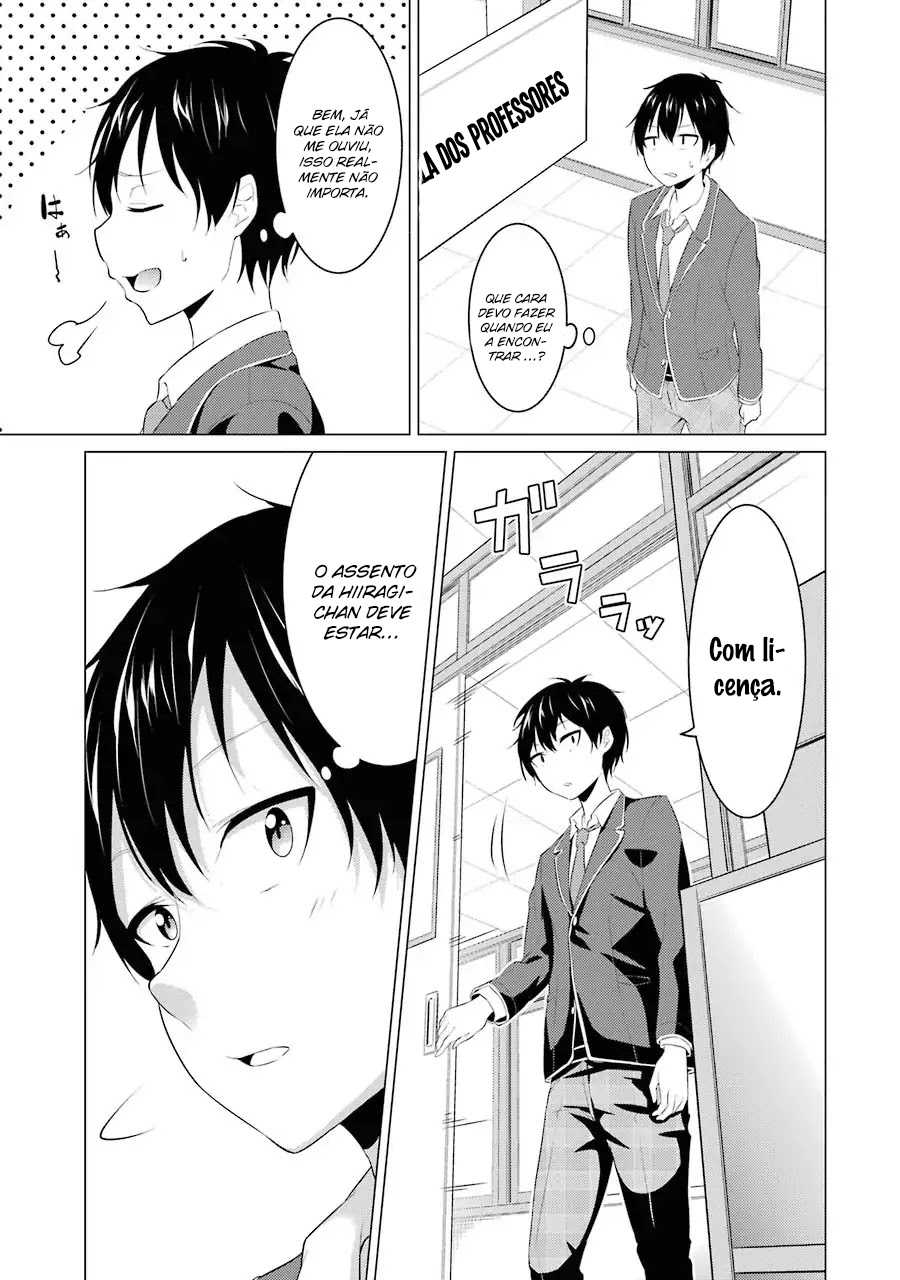 LA DOS PROFESSORES
QUE CARA
DEVO FAZER
QUANDO EU
A ENCON-
TRAR ...?
BEM, JÁ
QUE ELA NÃO
ME OUVIU,
ISSO REAL-
MENTE NÃO
IMPORTA.
はぁー
ガラララッ
Com li-
cença.
O ASSENTO
DA HIIRAGI-
CHAN DEVE
ESTAR...